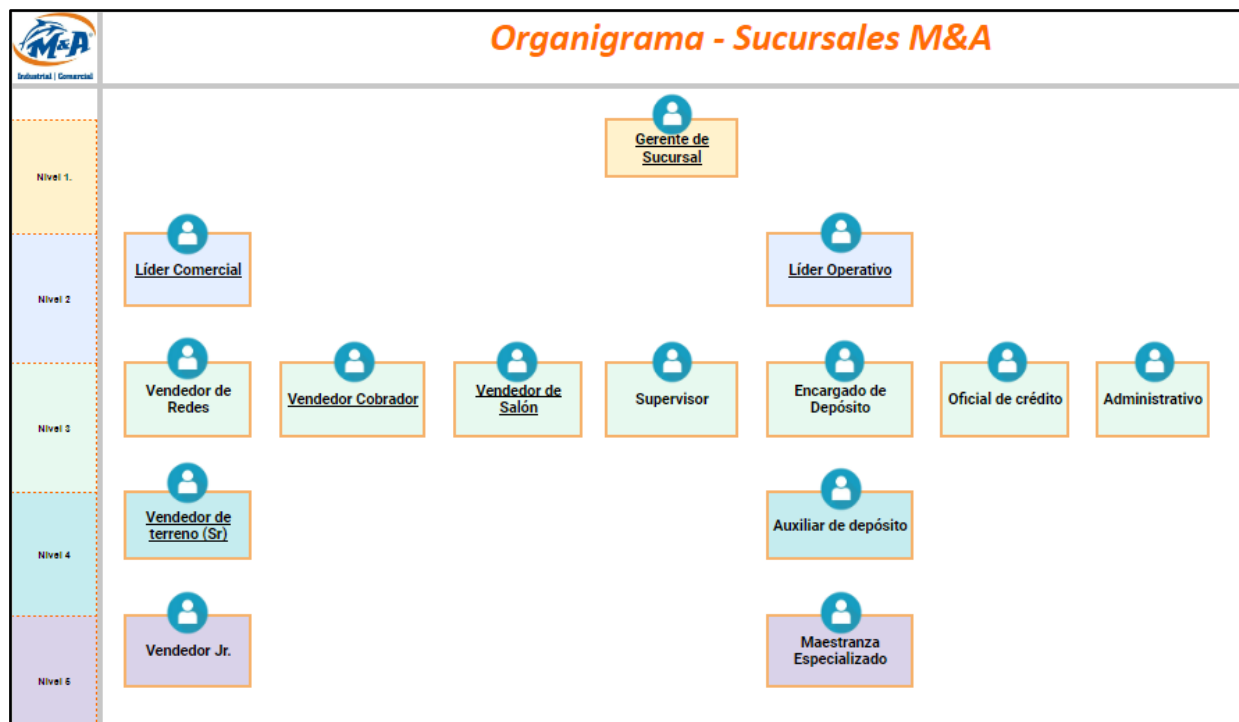 M&A
Industrial | Comercial
Organigrama - Sucursales M&A
Nivel 1.
Gerente de
Sucursal
Nivel 2
Líder Comercial
Líder Operativo
Nivel 3
Vendedor de
Redes
Vendedor Cobrador
Vendedor de
Salón
Supervisor
Encargado de
Depósito
Oficial de crédito
Administrativo
Nivel 4
Vendedor de
terreno (Sr)
Auxiliar de depósito
Nivel 5
Vendedor Jr.
Maestranza
Especializado